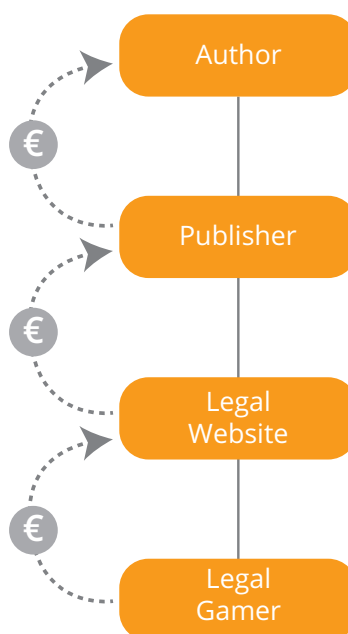 Author
€
Publisher
€
Legal
Website
€
Legal
Gamer